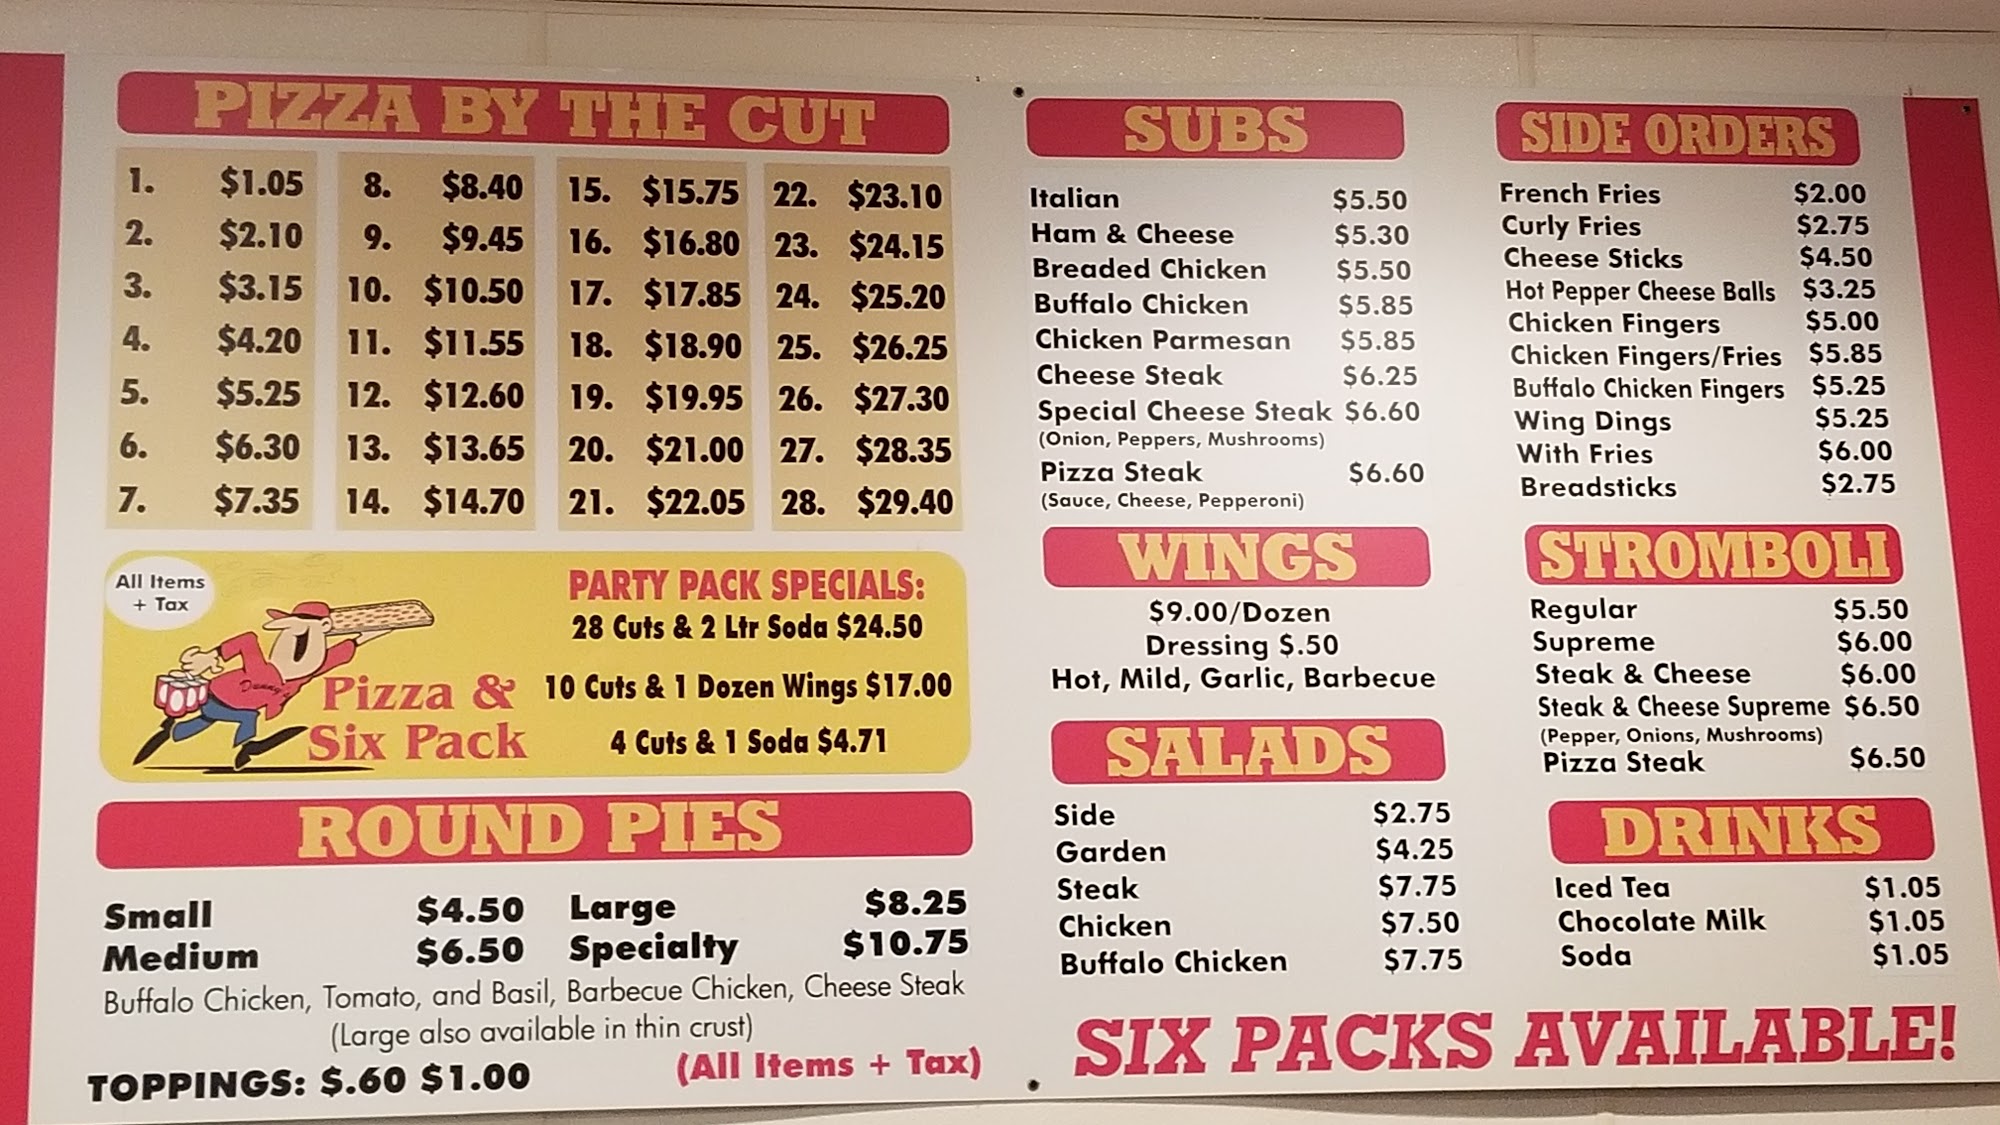 PIZZA BY THE CUT
1. $1.05
2. $2.10
3. $3.15
4. $4.20
5. $5.25
6. $6.30
7. $7.35
8. $8.40
9. $9.45
10. $10.50
11. $11.55
12. $12.60
13. $13.65
14. $14.70
15. $15.75
16. $16.80
17. $17.85
18. $18.90
19. $19.95
20. $21.00
21. $22.05
22. $23.10
23. $24.15
24. $25.20
25. $26.25
26. $27.30
27. $28.35
28. $29.40
All Items
+ Tax
Danny's
Pizza &
Six Pack
PARTY PACK SPECIALS:
28 Cuts & 2 Ltr Soda $24.50
10 Cuts & 1 Dozen Wings $17.00
4 Cuts & 1 Soda $4.71
ROUND PIES
Small $4.50
Medium $6.50
Large $8.25
Specialty $10.75
Buffalo Chicken, Tomato, and Basil, Barbecue Chicken, Cheese Steak
(Large also available in thin crust)
TOPPINGS: $.60 $1.00
(All Items + Tax)
SUBS
Italian $5.50
Ham & Cheese $5.30
Breaded Chicken $5.50
Buffalo Chicken $5.85
Chicken Parmesan $5.85
Cheese Steak $6.25
Special Cheese Steak $6.60
(Onion, Peppers, Mushrooms)
Pizza Steak $6.60
(Sauce, Cheese, Pepperoni)
WINGS
$9.00/Dozen
Dressing $.50
Hot, Mild, Garlic, Barbecue
SALADS
Side $2.75
Garden $4.25
Steak $7.75
Chicken $7.50
Buffalo Chicken $7.75
SIDE ORDERS
French Fries $2.00
Curly Fries $2.75
Cheese Sticks $4.50
Hot Pepper Cheese Balls $3.25
Chicken Fingers $5.00
Chicken Fingers/Fries $5.85
Buffalo Chicken Fingers $5.25
Wing Dings $5.25
With Fries $6.00
Breadsticks $2.75
STROMBOLI
Regular $5.50
Supreme $6.00
Steak & Cheese $6.00
Steak & Cheese Supreme $6.50
(Pepper, Onions, Mushrooms)
Pizza Steak $6.50
DRINKS
Iced Tea $1.05
Chocolate Milk $1.05
Soda $1.05
SIX PACKS AVAILABLE!